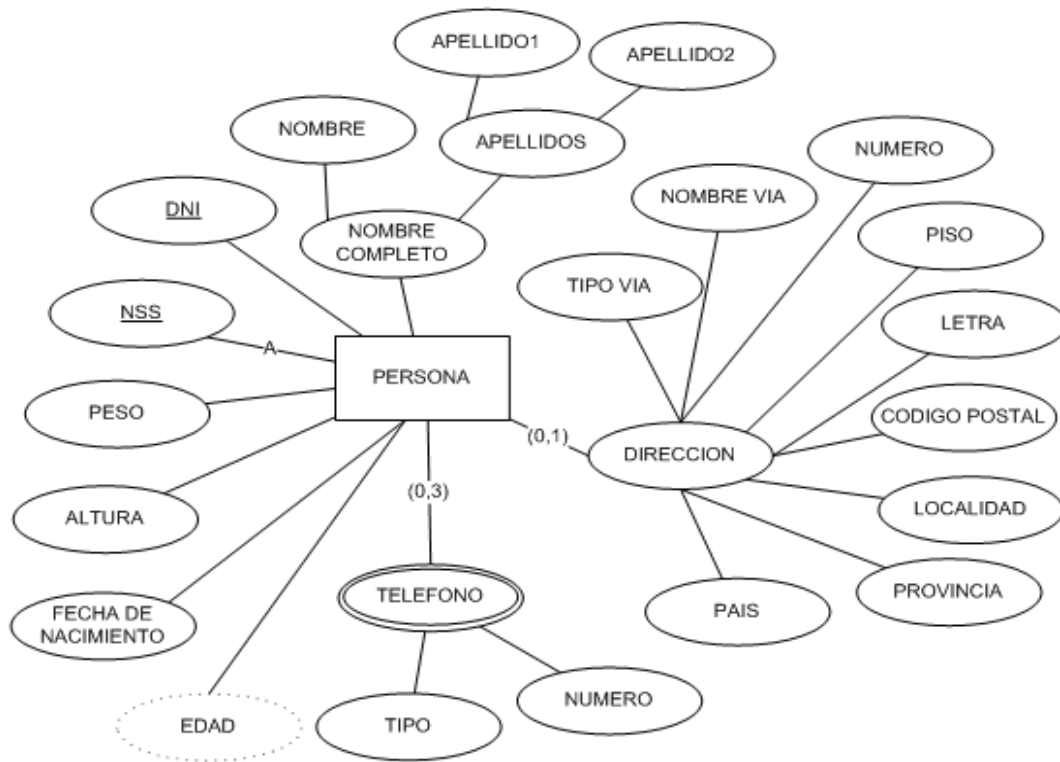 APELLIDO1
APELLIDO2
NOMBRE
APELLIDOS
NUMERO
DNI
NOMBRE VIA
NOMBRE
COMPLETO
PISO
TIPO VIA
NSS
LETRA
A
PERSONA
PESO
CODIGO POSTAL
(0,1)
DIRECCION
(0,3)
ALTURA
LOCALIDAD
TELEFÓNO
PROVINCIA
FECHA DE
NACIMIENTO
PAIS
NUMERO
EDAD
TIPO